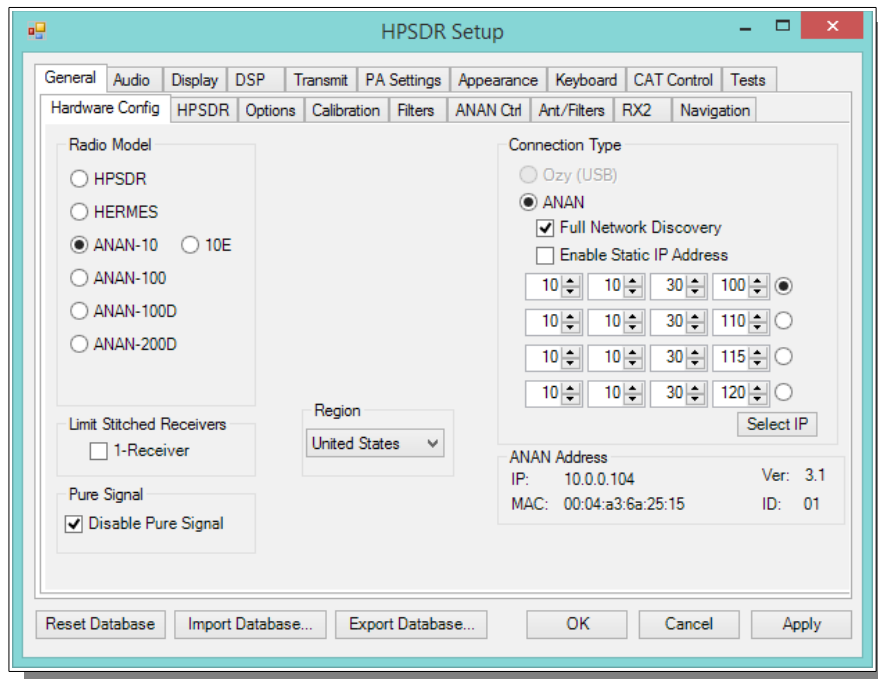 HPSDR Setup
General Audio Display DSP Transmit PA Settings Appearance Keyboard CAT Control Tests
Hardware Config HPSDR Options Calibration Filters ANAN Ctrl Ant/Filters RX2 Navigation
Radio Model
HPSDR
HERMES
ANAN-10 10E
ANAN-100
ANAN-100D
ANAN-200D
Limit Stitched Receivers
1-Receiver
Pure Signal
Disable Pure Signal
Region
United States
Connection Type
Ozy (USB)
ANAN
Full Network Discovery
Enable Static IP Address
10 10 30 100
10 10 30 110
10 10 30 115
10 10 30 120
Select IP
ANAN Address
IP: 10.0.0.104 Ver: 3.1
MAC: 00:04:a3:6a:25:15 ID: 01
Reset Database Import Database... Export Database... OK Cancel Apply